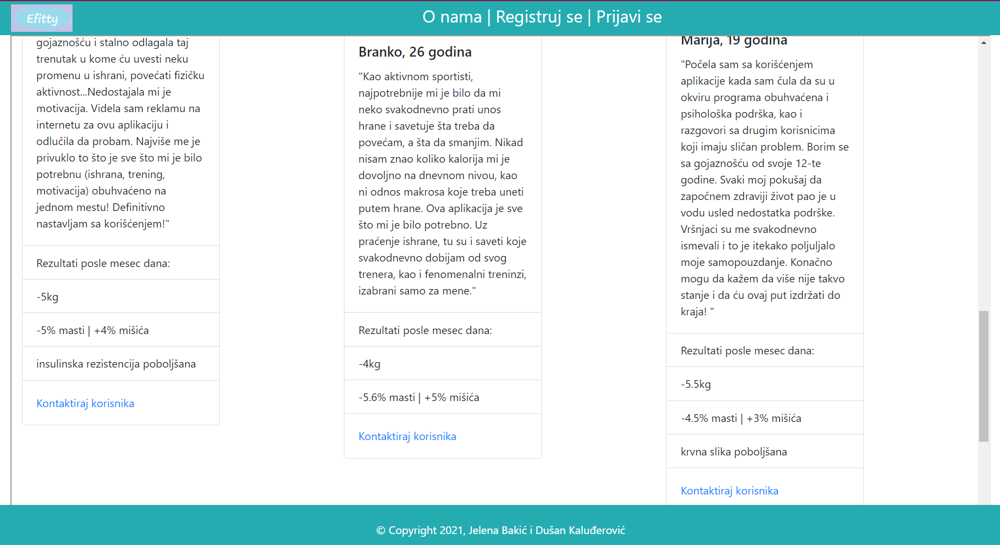 Efitty
O nama | Registruj se | Prijavi se
gojaznošću i stalno odlagala taj
trenutak u kome ću uvesti neku
promenu u ishrani, povećati fizičku
aktivnost...Nedostajala mi je
motivacija. Videla sam reklamu na
internetu za ovu aplikaciju i
odlučila da probam. Najviše me je
privuklo to što je sve što mi je bilo
potrebnu (ishrana, trening,
motivacija) obuhvaćeno na
jednom mestu! Definitivno
nastavljam sa korišćenjem!"
Rezultati posle mesec dana:
-5kg
-5% masti | +4% mišića
insulinska rezistencija poboljšana
Kontaktiraj korisnika
Branko, 26 godina
"Kao aktivnom sportisti,
najpotrebnije mi je bilo da mi
neko svakodnevno prati unos
hrane i savetuje šta treba da
povećam, a šta da smanjim. Nikad
nisam znao koliko kalorija mi je
dovoljno na dnevnom nivou, kao
ni odnos makrosa koje treba uneti
putem hrane. Ova aplikacija je sve
što mi je bilo potrebno. Uz
praćenje ishrane, tu su i saveti koje
svakodnevno dobijam od svog
trenera, kao i fenomenalni treninzi,
izabrani samo za mene."
Rezultati posle mesec dana:
-4kg
-5.6% masti | +5% mišića
Kontaktiraj korisnika
Marija, 19 godina
"Počela sam sa korišćenjem
aplikacije kada sam čula da su u
okviru programa obuhvaćena i
psihološka podrška, kao i
razgovori sa drugim korisnicima
koji imaju sličan problem. Borim se
sa gojaznošću od svoje 12-te
godine. Svaki moj pokušaj da
započnem zdraviji život pao je u
vodu usled nedostatka podrške.
Vršnjaci su me svakodnevno
ismevali i to je itekako poljuljalo
moje samopouzdanje. Konačno
mogu da kažem da više nije takvo
stanje i da ću ovaj put izdržati do
kraja! "
Rezultati posle mesec dana:
-5.5kg
-4.5% masti | +3% mišića
krvna slika poboljšana
Kontaktiraj korisnika
© Copyright 2021, Jelena Bakić i Dušan Kaluđerović